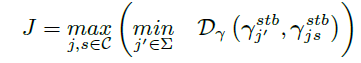 J = max_{j,s∈𝒞} ( min_{j′∈Σ} 𝒟_γ ( γ_{j′}^{stb}, γ_{js}^{stb} ) )